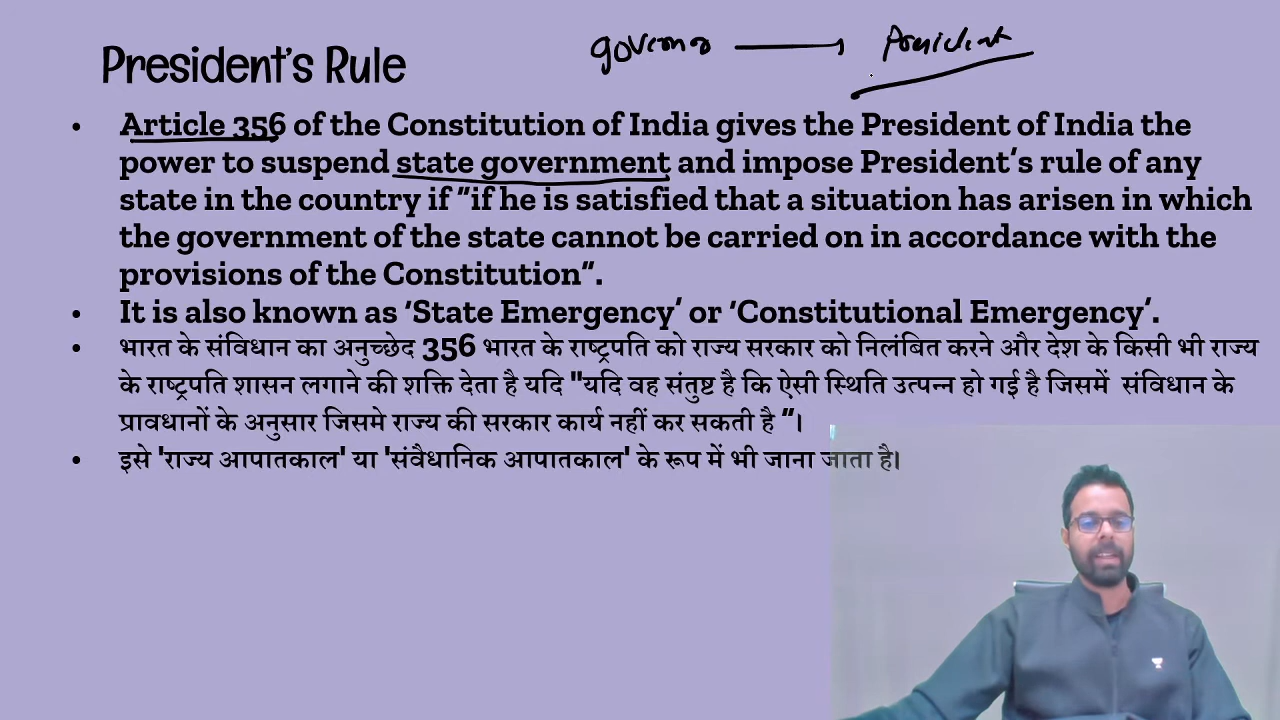 governor → President
President's Rule
• Article 356 of the Constitution of India gives the President of India the
power to suspend state government and impose President's rule of any
state in the country if "if he is satisfied that a situation has arisen in which
the government of the state cannot be carried on in accordance with the
provisions of the Constitution".
• It is also known as 'State Emergency' or 'Constitutional Emergency'.
• भारत के संविधान का अनुच्छेद 356 भारत के राष्ट्रपति को राज्य सरकार को निलंबित करने और देश के किसी भी राज्य
के राष्ट्रपति शासन लगाने की शक्ति देता है यदि "यदि वह संतुष्ट है कि ऐसी स्थिति उत्पन्न हो गई है जिसमें संविधान के
प्रावधानों के अनुसार जिसमे राज्य की सरकार कार्य नहीं कर सकती है "।
• इसे 'राज्य आपातकाल' या 'संवैधानिक आपातकाल' के रूप में भी जाना जाता है।